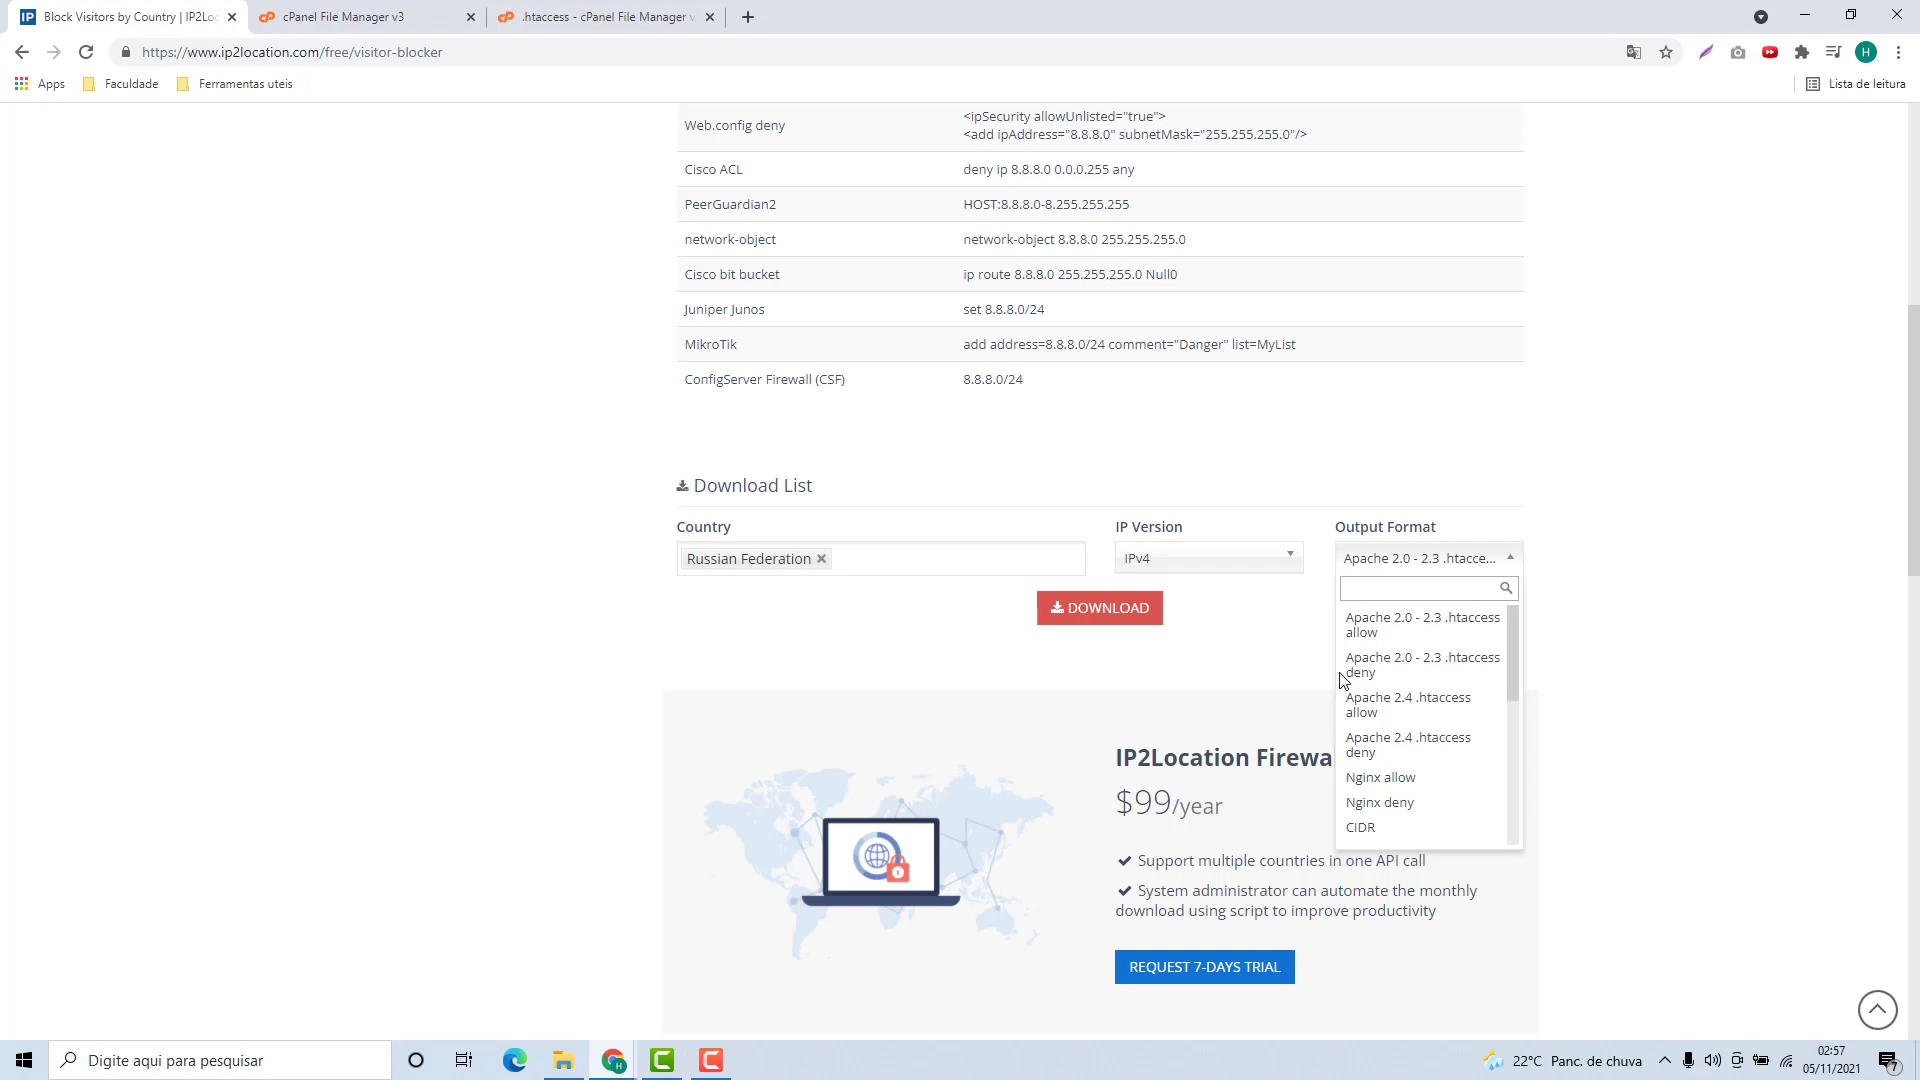 Block Visitors by Country | IP2Lo
cPanel File Manager v3
.htaccess - cPanel File Manager v
https://www.ip2location.com/free/visitor-blocker
H
Apps
Faculdade
Ferramentas uteis
Lista de leitura
Web.config deny
<ipSecurity allowUnlisted="true">
<add ipAddress="8.8.8.0" subnetMask="255.255.255.0"/>
Cisco ACL
deny ip 8.8.8.0 0.0.0.255 any
PeerGuardian2
HOST:8.8.8.0-8.255.255.255
network-object
network-object 8.8.8.0 255.255.255.0
Cisco bit bucket
ip route 8.8.8.0 255.255.255.0 Null0
Juniper Junos
set 8.8.8.0/24
MikroTik
add address=8.8.8.0/24 comment="Danger" list=MyList
ConfigServer Firewall (CSF)
8.8.8.0/24
Download List
Country
IP Version
Output Format
Russian Federation
IPv4
Apache 2.0 - 2.3 .htacce...
DOWNLOAD
Apache 2.0 - 2.3 .htaccess
allow
Apache 2.0 - 2.3 .htaccess
deny
Apache 2.4 .htaccess
allow
Apache 2.4 .htaccess
deny
Nginx allow
Nginx deny
CIDR
IP2Location Firewa
$99/year
Support multiple countries in one API call
System administrator can automate the monthly
download using script to improve productivity
REQUEST 7-DAYS TRIAL
Digite aqui para pesquisar
22°C Panc. de chuva
02:57
05/11/2021
7